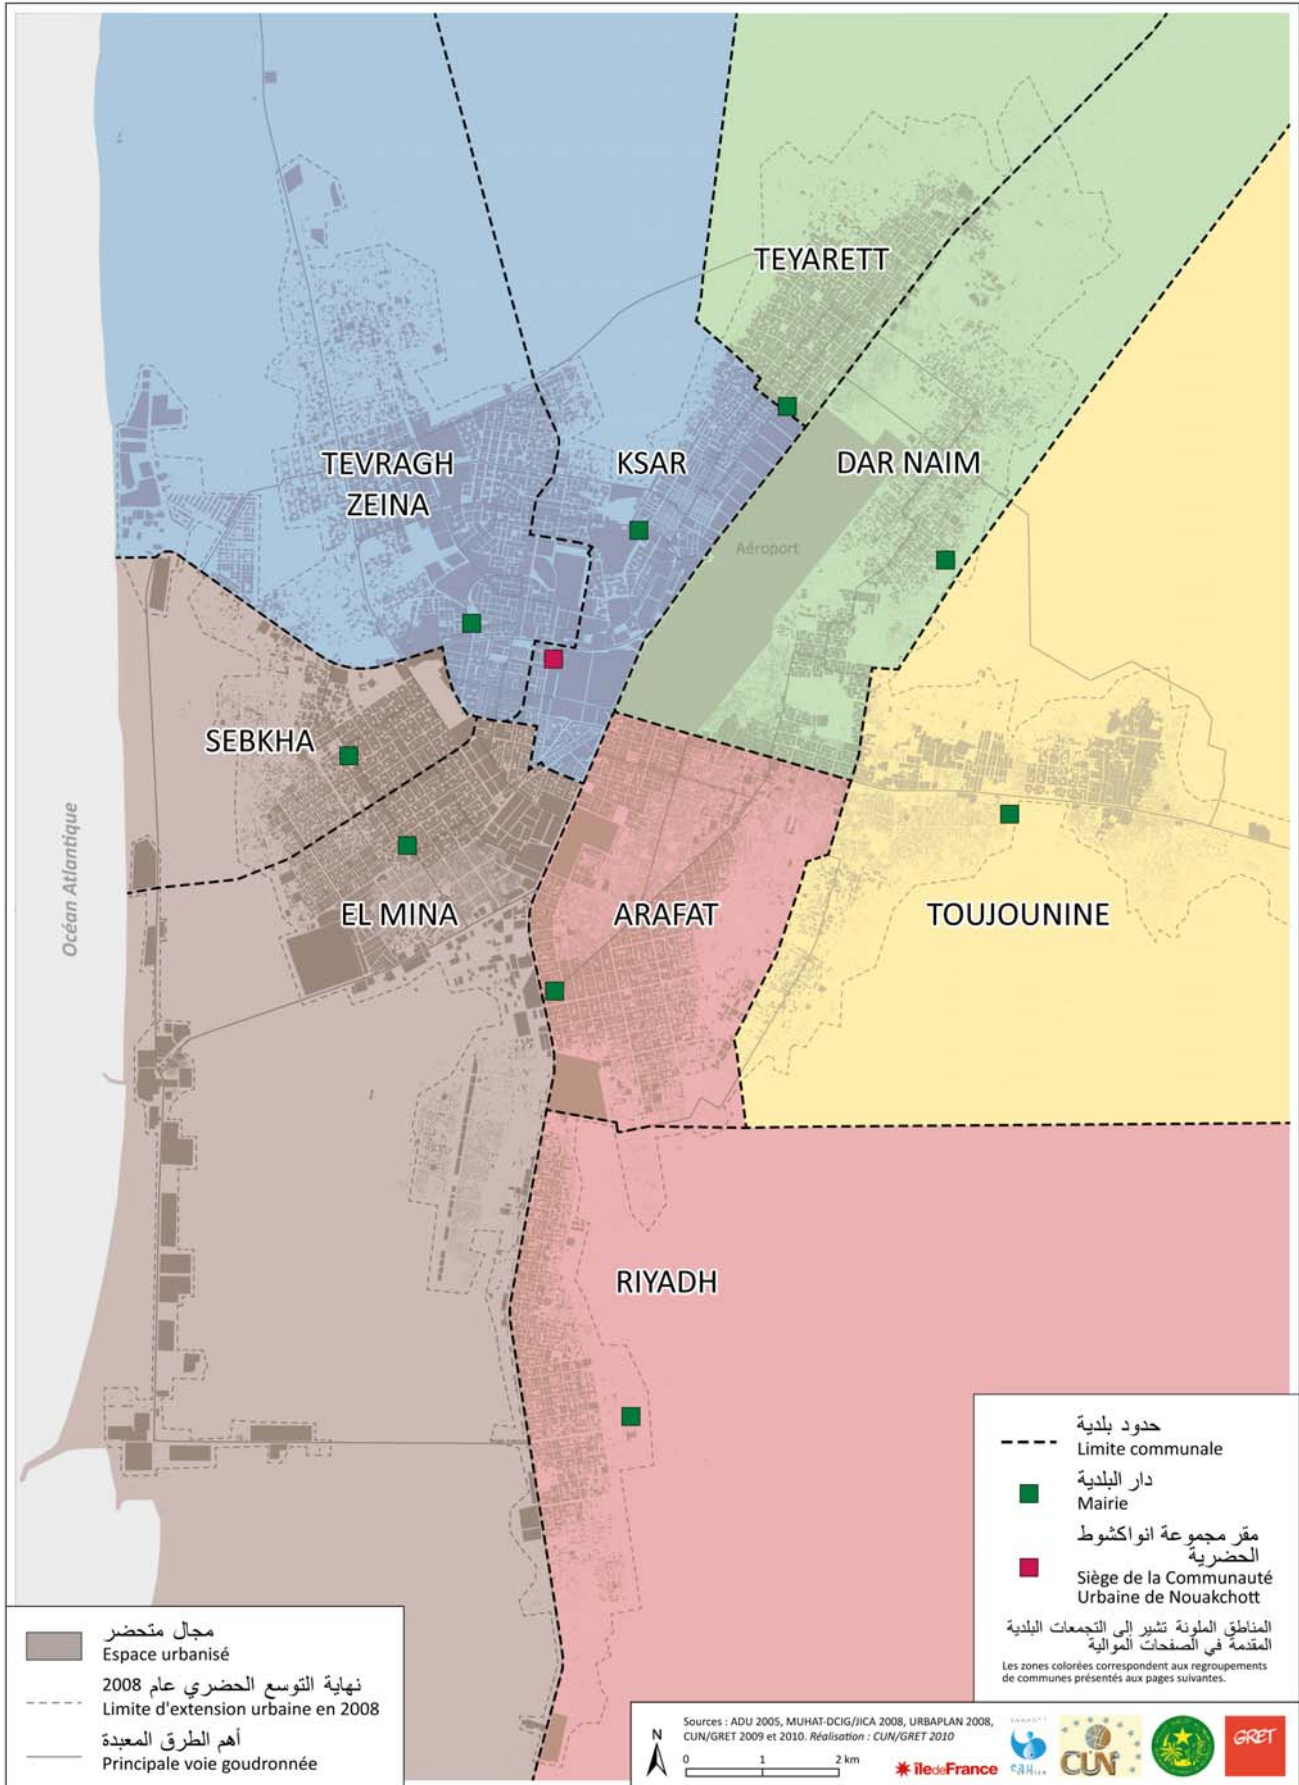 TEYARETT
TEVRAGH
ZEINA
KSAR
DAR NAIM
Aéroport
SEBKHA
Océan Atlantique
EL MINA
ARAFAT
TOUJOUNINE
RIYADH
حدود بلدية
Limite communale
دار البلدية
Mairie
مقر مجموعة انواكشوط
الحضرية
Siège de la Communauté
Urbaine de Nouakchott
المناطق الملونة تشير إلى التجمعات البلدية
المقدمة في الصفحات الموالية
Les zones colorées correspondent aux regroupements
de communes présentés aux pages suivantes.
مجال متحضر
Espace urbanisé
نهاية التوسع الحضري عام 2008
Limite d'extension urbaine en 2008
أهم الطرق المعبدة
Principale voie goudronnée
N
Sources : ADU 2005, MUHAT-DCIG/JICA 2008, URBAPLAN 2008,
CUN/GRET 2009 et 2010. Réalisation : CUN/GRET 2010
0 1 2 km
îledeFrance
eau
CUN
GRET